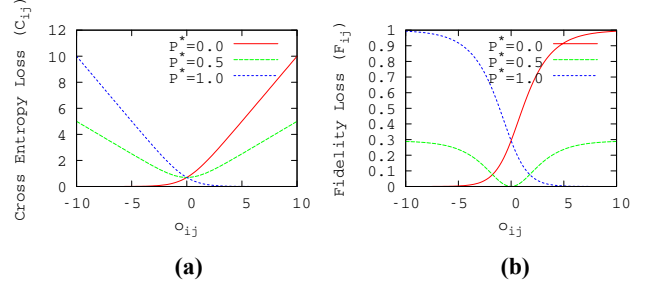 Cross Entropy Loss (C_ij)
12
10
8
6
4
2
0
P*=0.0
P*=0.5
P*=1.0
-10 -5 0 5 10
o_ij
(a)
Fidelity Loss (F_ij)
1
0.9
0.8
0.7
0.6
0.5
0.4
0.3
0.2
0.1
0
P*=0.0
P*=0.5
P*=1.0
-10 -5 0 5 10
o_ij
(b)